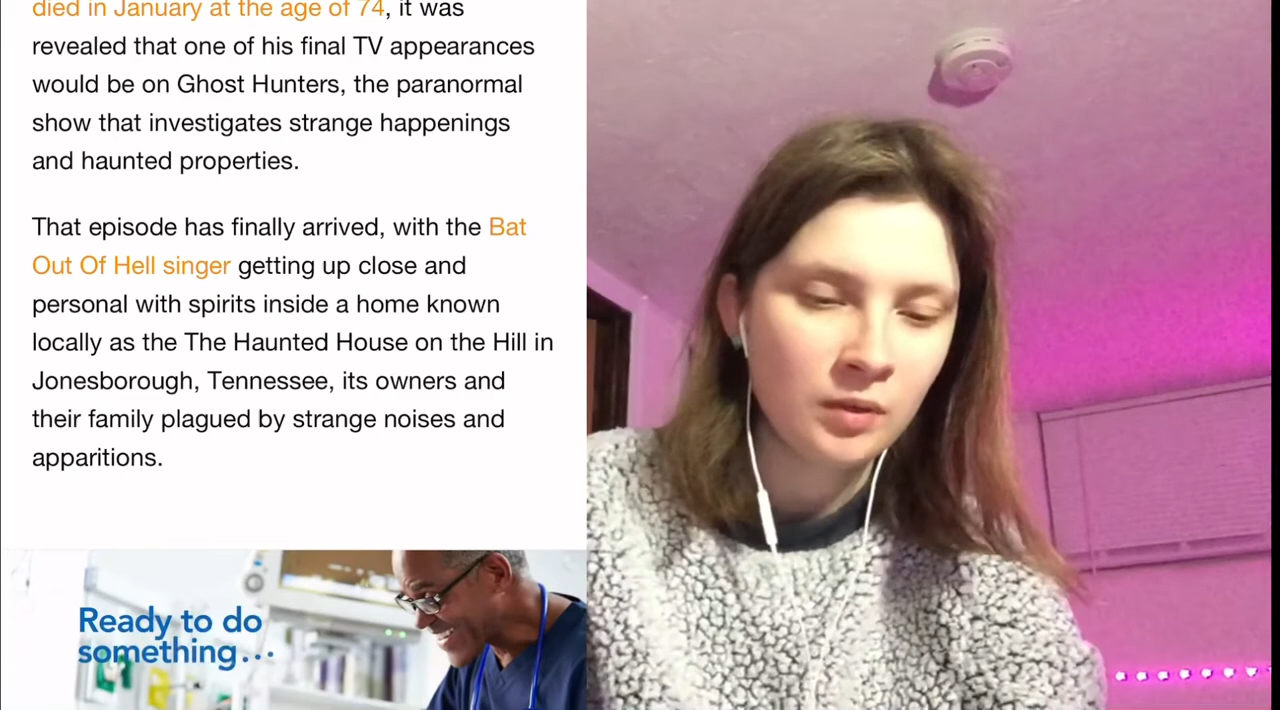 died in January at the age of 74, it was
revealed that one of his final TV appearances
would be on Ghost Hunters, the paranormal
show that investigates strange happenings
and haunted properties.
That episode has finally arrived, with the Bat
Out Of Hell singer getting up close and
personal with spirits inside a home known
locally as the The Haunted House on the Hill in
Jonesborough, Tennessee, its owners and
their family plagued by strange noises and
apparitions.
Ready to do
something...